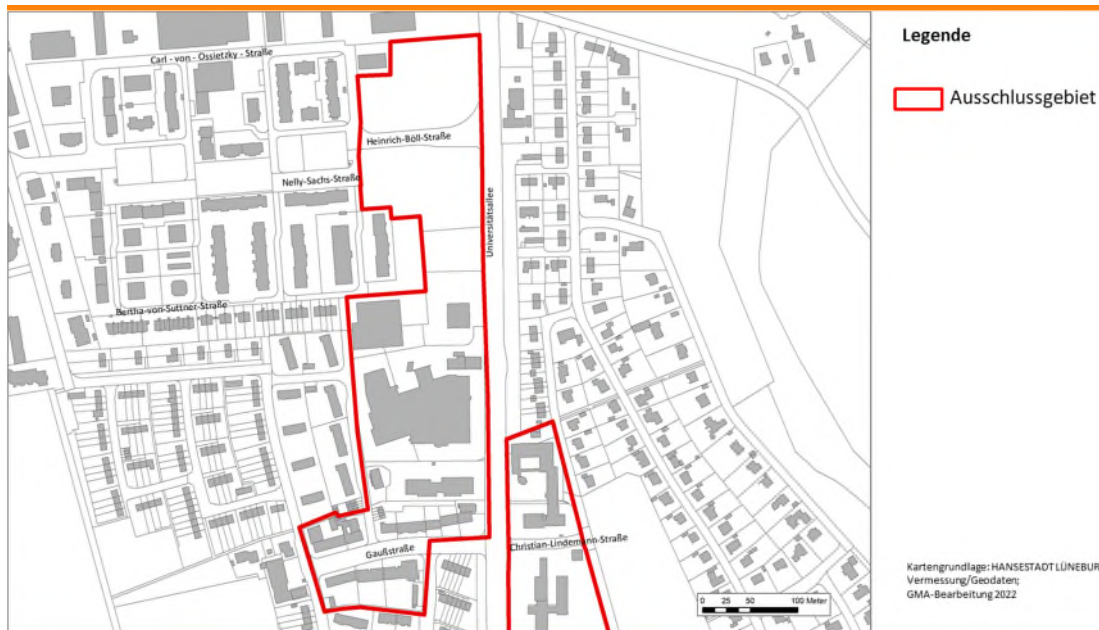 Legende
Ausschlussgebiet
Carl - von - Ossietzky - Straße
Heinrich-Böll-Straße
Nelly-Sachs-Straße
Universitätsallee
Bertha-von-Suttner-Straße
Gaußstraße
Christian-Lindemann-Straße
0 25 50 100 Meter
Kartengrundlage: HANSESTADT LÜNEBUR
Vermessung/Geodaten;
GMA-Bearbeitung 2022